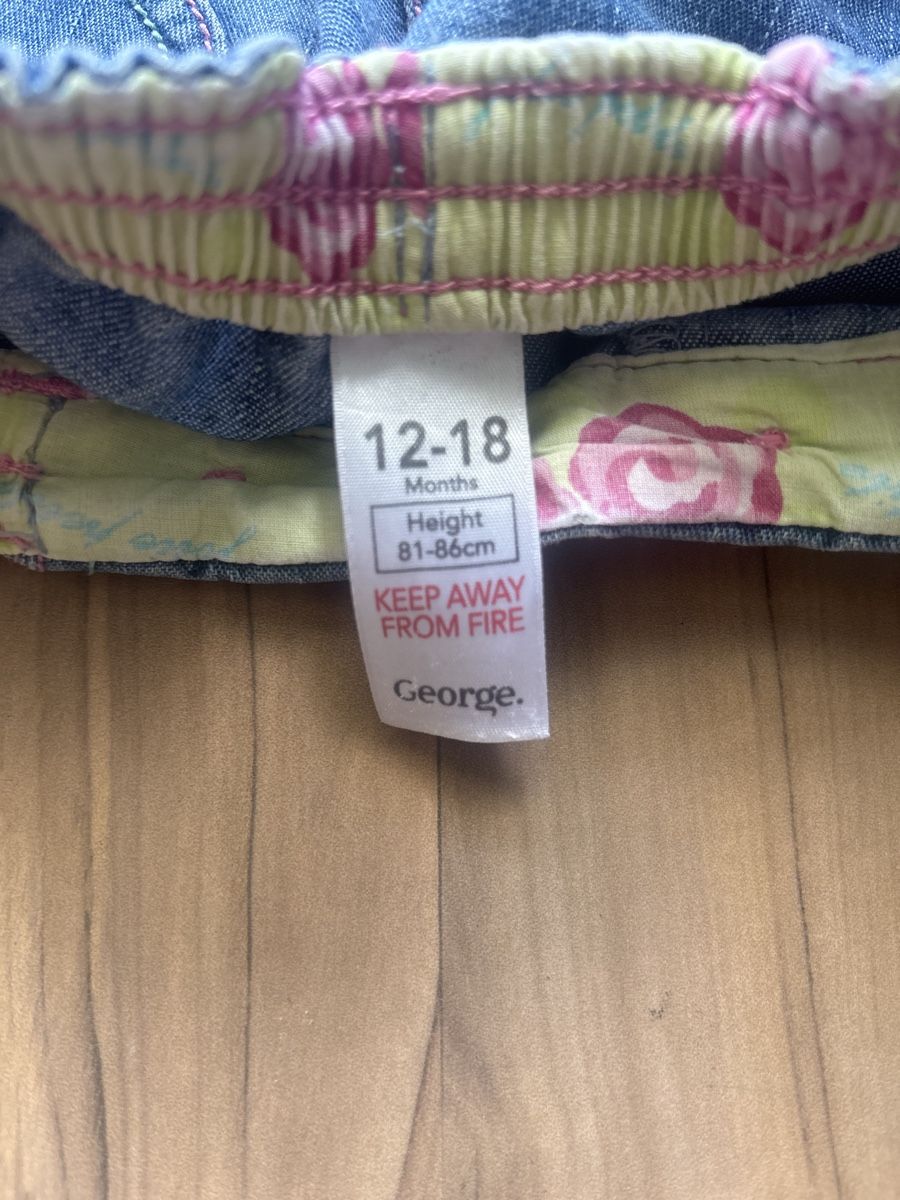 12-18
Months
Height
81-86cm
KEEP AWAY
FROM FIRE
George.